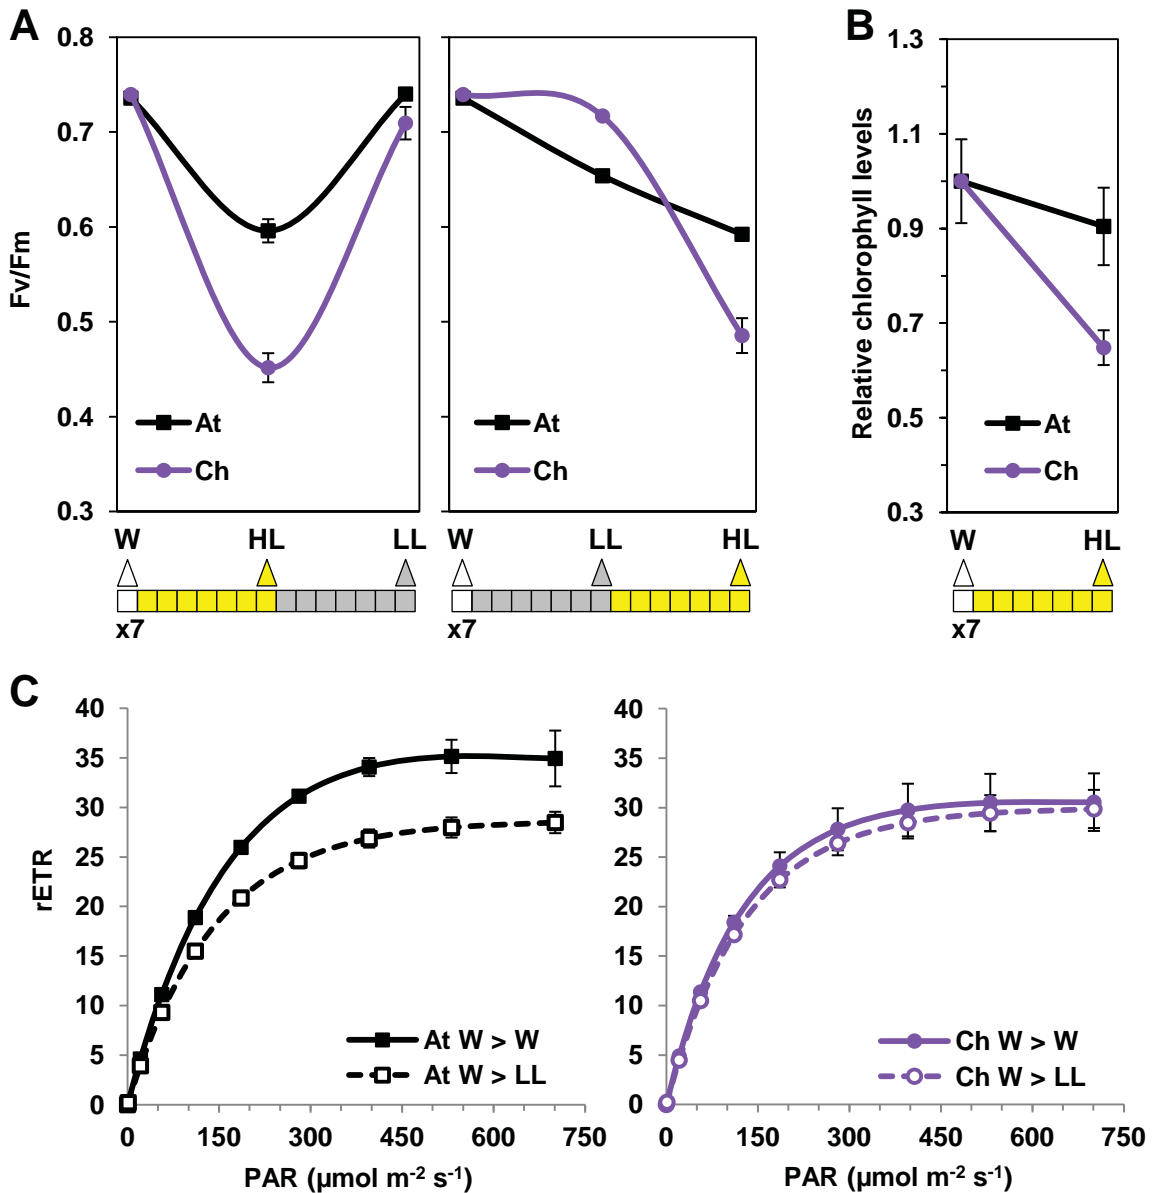 A
B
0.8
0.7
0.6
0.5
0.4
0.3
Fv/Fm
At
Ch
W HL LL
x7
At
Ch
W LL HL
x7
1.3
1.1
0.9
0.7
0.5
0.3
Relative chlorophyll levels
At
Ch
W HL
x7
C
40
35
30
25
20
15
10
5
0
rETR
At W > W
At W > LL
0 150 300 450 600 750
PAR (µmol m-2 s-1)
40
35
30
25
20
15
10
5
0
Ch W > W
Ch W > LL
0 150 300 450 600 750
PAR (µmol m-2 s-1)